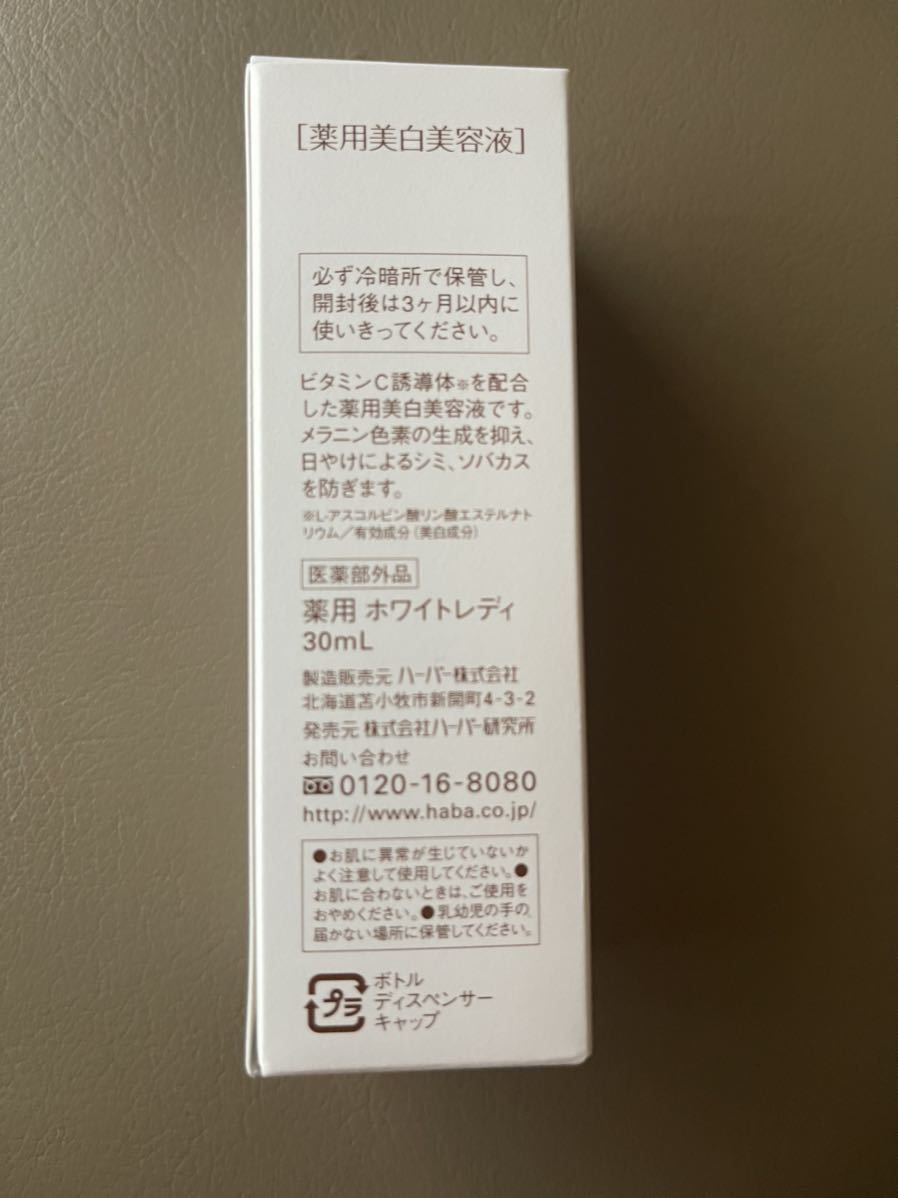 [薬用美白美容液]
必ず冷暗所で保管し、
開封後は3ヶ月以内に
使いきってください。
ビタミンC誘導体※を配合
した薬用美白美容液です。
メラニン色素の生成を抑え、
日やけによるシミ、ソバカス
を防ぎます。
※L-アスコルビン酸リン酸エステルナト
リウム／有効成分（美白成分）
医薬部外品
薬用 ホワイトレディ
30mL
製造販売元 ハーバー株式会社
北海道苫小牧市新開町4-3-2
発売元 株式会社ハーバー研究所
お問い合わせ
0120-16-8080
http://www.haba.co.jp/
●お肌に異常が生じていないか
よく注意して使用してください。●
お肌に合わないときは、ご使用を
おやめください。●乳幼児の手の
届かない場所に保管してください。
プラ
ボトル
ディスペンサー
キャップ